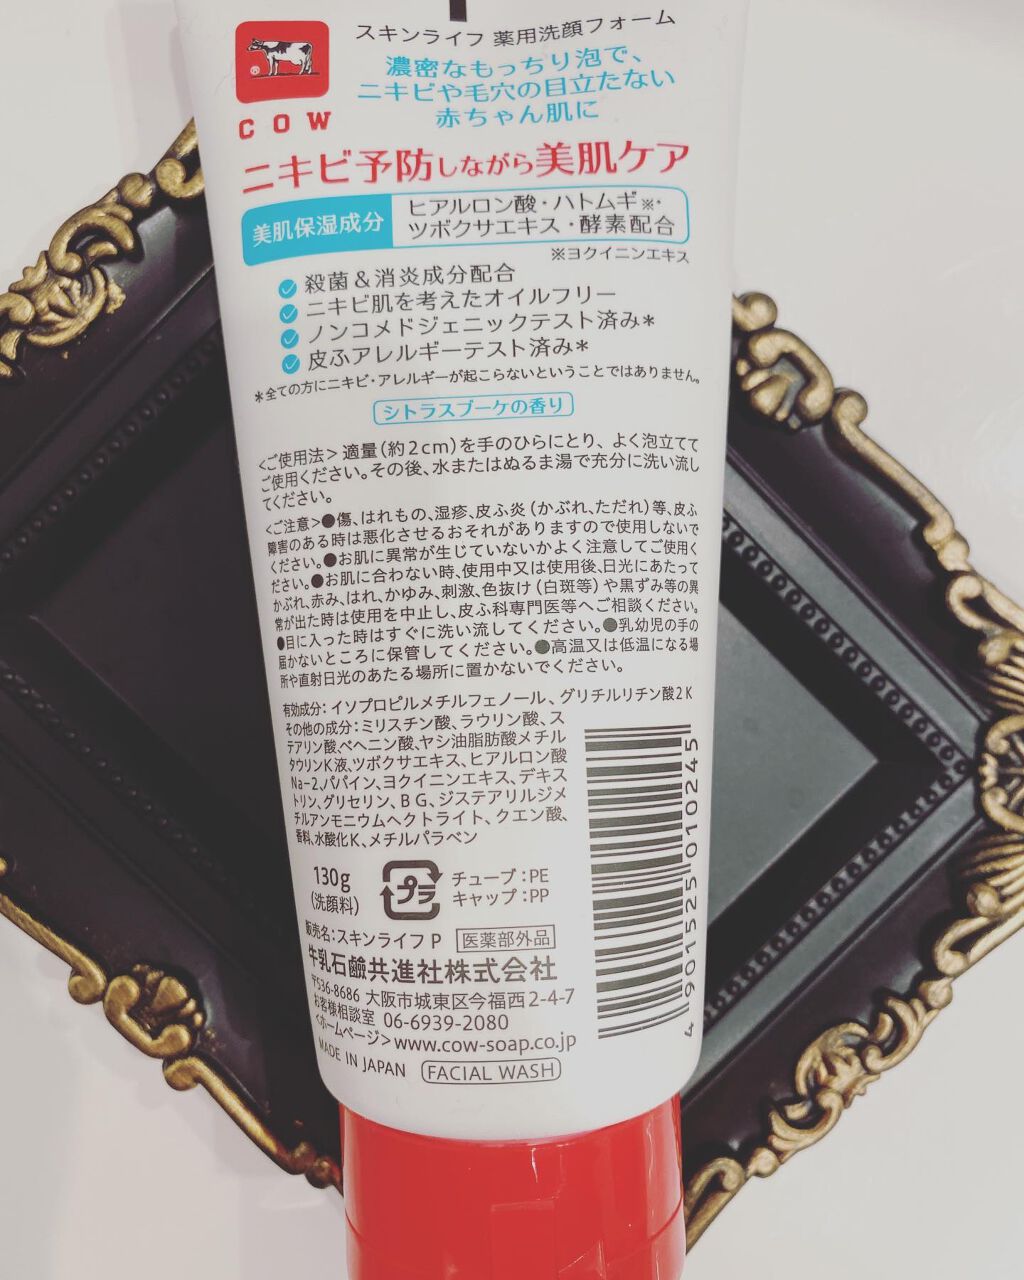 スキンライフ 薬用洗顔フォーム
濃密なもっちり泡で、
ニキビや毛穴の目立たない
赤ちゃん肌に
®
COW
ニキビ予防しながら美肌ケア
美肌保湿成分
ヒアルロン酸・ハトムギ※・
ツボクサエキス・酵素配合
※ヨクイニンエキス
殺菌&消炎成分配合
ニキビ肌を考えたオイルフリー
ノンコメドジェニックテスト済み*
皮ふアレルギーテスト済み*
*全ての方にニキビ・アレルギーが起こらないということではありません。
シトラスブーケの香り
<ご使用法>適量(約2cm)を手のひらにとり、よく泡立てて
ご使用ください。その後、水またはぬるま湯で充分に洗い流し
てください。
<ご注意>●傷、はれもの、湿疹、皮ふ炎(かぶれ、ただれ)等、皮ふ
障害のある時は悪化させるおそれがありますので使用しないで
ください。●お肌に異常が生じていないかよく注意してご使用く
ださい。●お肌に合わない時、使用中又は使用後、日光にあたって
かぶれ、赤み、はれ、かゆみ、刺激、色抜け(白斑等)や黒ずみ等の異
常が出た時は使用を中止し、皮ふ科専門医等へご相談ください。
●目に入った時はすぐに洗い流してください。●乳幼児の手の
届かないところに保管してください。●高温又は低温になる場
所や直射日光のあたる場所に置かないでください。
有効成分:イソプロピルメチルフェノール、グリチルリチン酸2K
その他の成分:ミリスチン酸、ラウリン酸、ス
テアリン酸、ベヘニン酸、ヤシ油脂肪酸メチル
タウリンK液、ツボクサエキス、ヒアルロン酸
Na-2、パパイン、ヨクイニンエキス、デキス
トリン、グリセリン、BG、ジステアリルジメ
チルアンモニウムヘクトライト、クエン酸、
香料、水酸化K、メチルパラベン
4901525010245
130g
(洗顔料)
プラ
チューブ:PE
キャップ:PP
販売名:スキンライフP 医薬部外品
牛乳石鹼共進社株式会社
〒536-8686 大阪市城東区今福西2-4-7
お客様相談室 06-6939-2080
<ホームページ>www.cow-soap.co.jp
MADE IN JAPAN FACIAL WASH